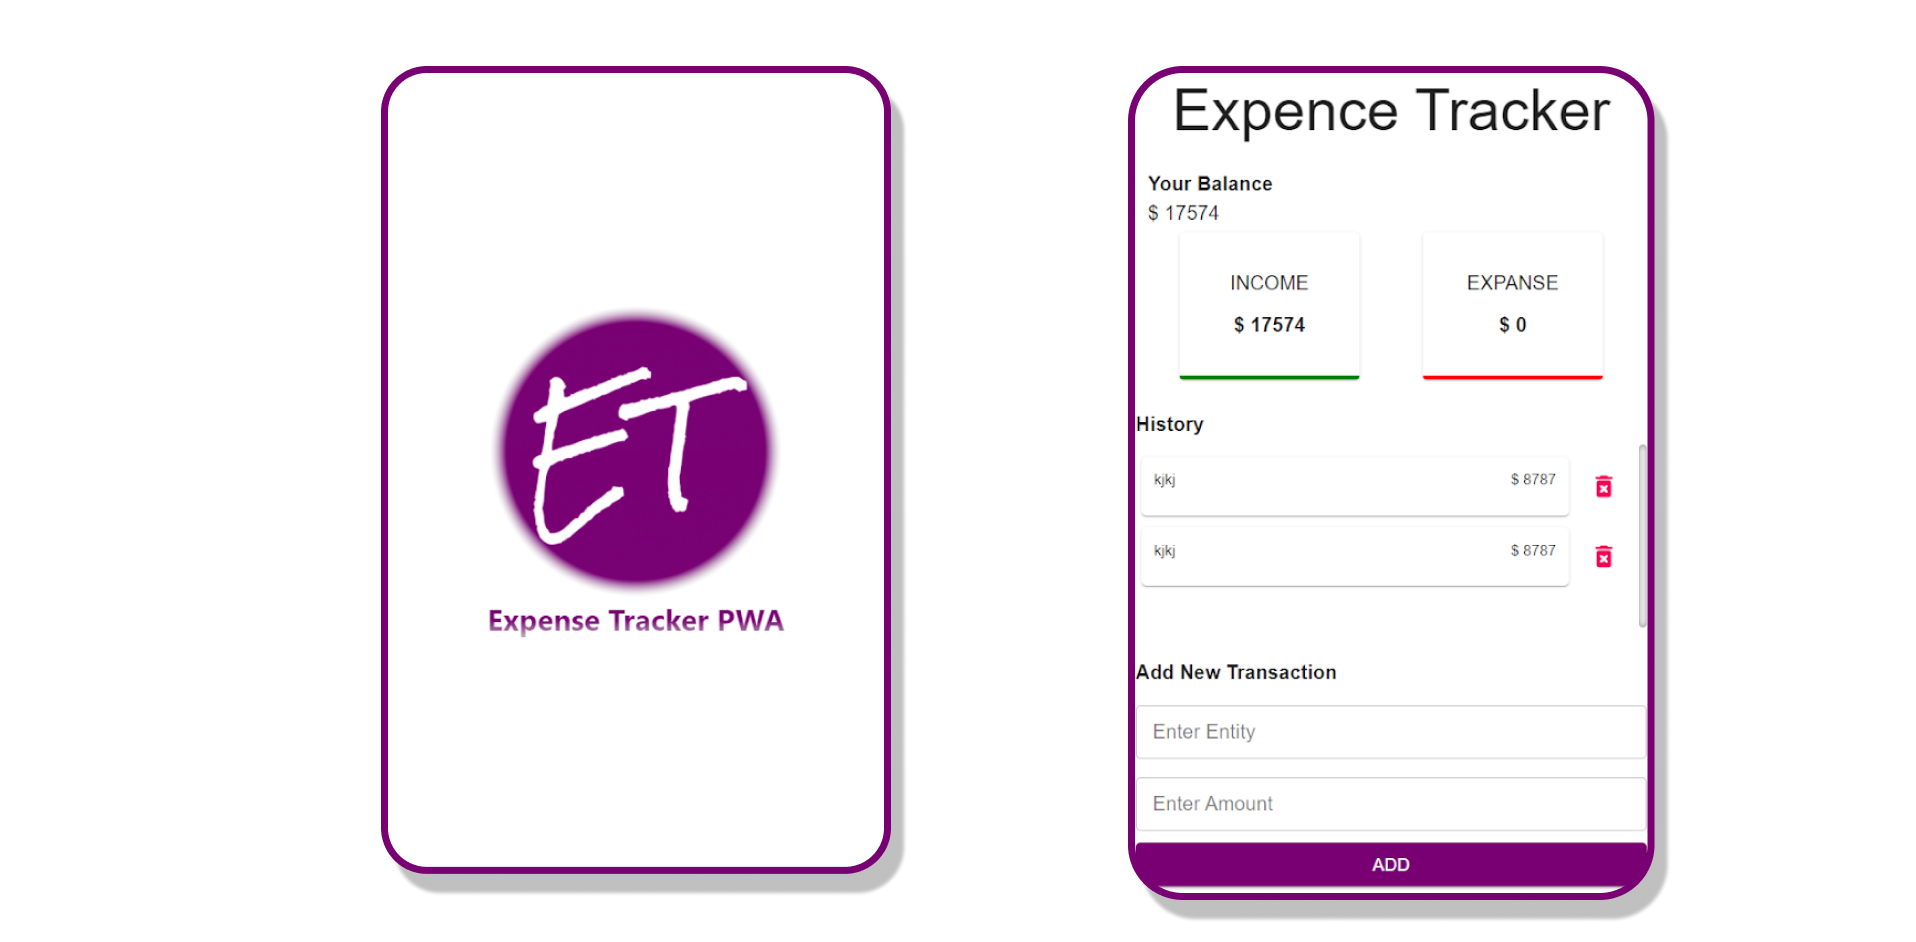 ET
Expense Tracker PWA
Expence Tracker
Your Balance
$ 17574
INCOME
$ 17574
EXPANSE
$ 0
History
kjkj $ 8787
kjkj $ 8787
Add New Transaction
Enter Entity
Enter Amount
ADD